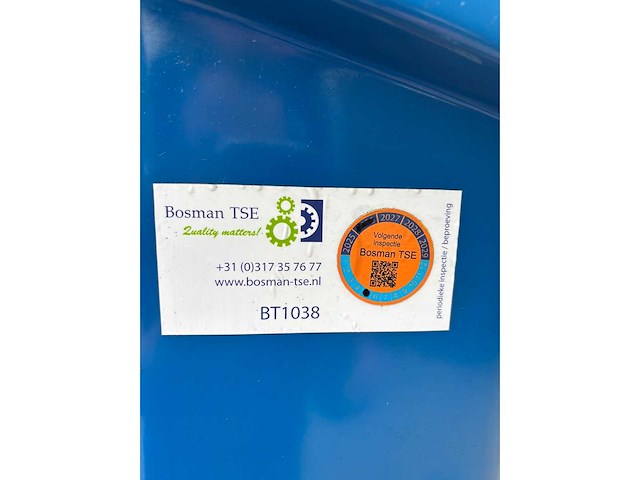 Bosman TSE
Quality matters!
+31 (0)317 35 76 77
www.bosman-tse.nl
BT1038
2025 2027 2028 2029
Volgende
inspectie
Bosman TSE
periodieke inspectie / beproeving